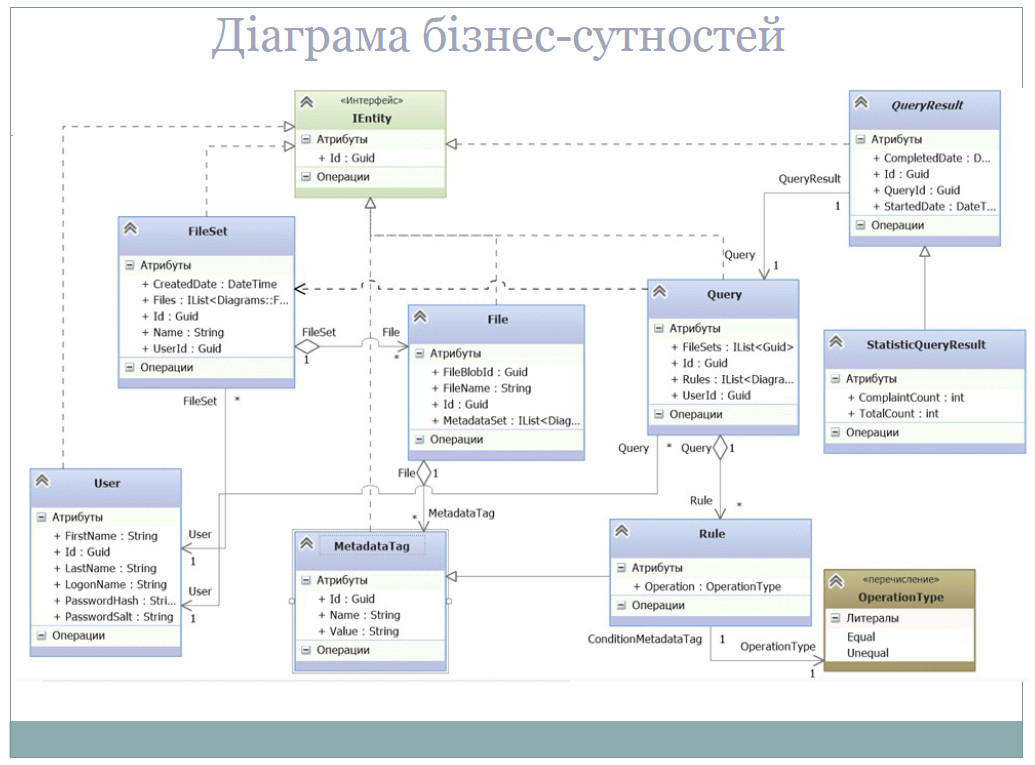 Діаграма бізнес-сутностей
«Интерфейс»
IEntity
Атрибуты
+ Id : Guid
Операции
QueryResult
Атрибуты
+ CompletedDate : D...
+ Id : Guid
+ QueryId : Guid
+ StartedDate : DateT...
Операции
QueryResult
1
Query
1
FileSet
Атрибуты
+ CreatedDate : DateTime
+ Files : IList<Diagrams::F...
+ Id : Guid
+ Name : String
+ UserId : Guid
Операции
FileSet
1
File
*
File
Атрибуты
+ FileBlobId : Guid
+ FileName : String
+ Id : Guid
+ MetadataSet : IList<Diag...
Операции
Query
Атрибуты
+ FileSets : IList<Guid>
+ Id : Guid
+ Rules : IList<Diagra...
+ UserId : Guid
Операции
StatisticQueryResult
Атрибуты
+ ComplaintCount : int
+ TotalCount : int
Операции
FileSet
*
Query
*
Query
1
File
1
*
MetadataTag
Rule
*
User
Атрибуты
+ FirstName : String
+ Id : Guid
+ LastName : String
+ LogonName : String
+ PasswordHash : Stri...
+ PasswordSalt : String
Операции
User
1
User
1
MetadataTag
Атрибуты
+ Id : Guid
+ Name : String
+ Value : String
Операции
Rule
Атрибуты
+ Operation : OperationType
Операции
ConditionMetadataTag
1
OperationType
1
«перечисление»
OperationType
Литералы
Equal
Unequal